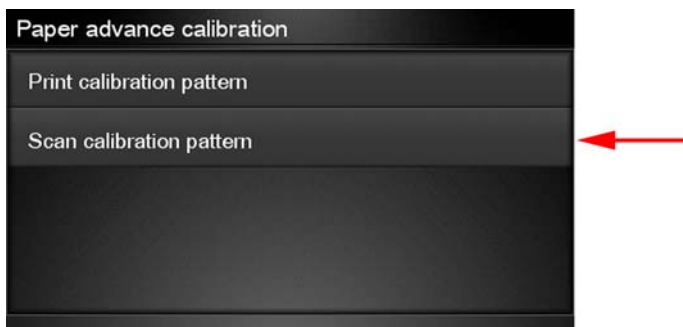 Paper advance calibration
Print calibration pattern
Scan calibration pattern